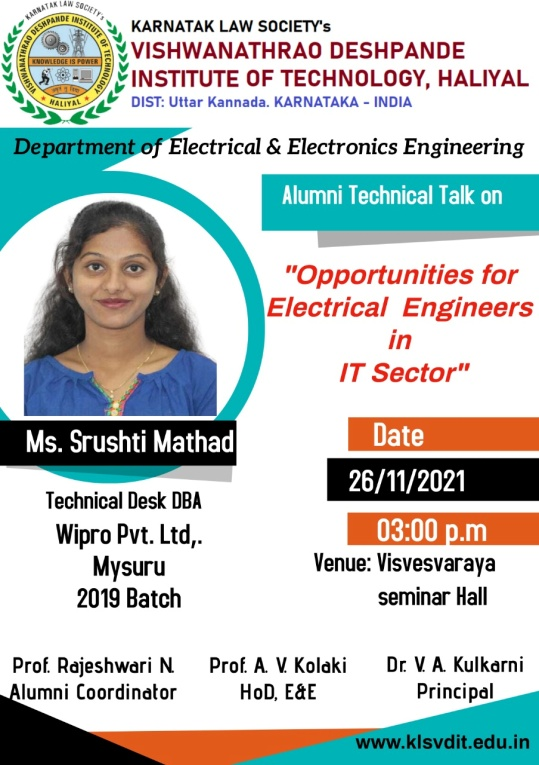 KARNATAK LAW SOCIETY's
VISHWANATHRAO DESHPANDE INSTITUTE OF TECHNOLOGY
KNOWLEDGE IS POWER
HALIYAL
KARNATAK LAW SOCIETY's
VISHWANATHRAO DESHPANDE
INSTITUTE OF TECHNOLOGY, HALIYAL
DIST: Uttar Kannada. KARNATAKA - INDIA
Department of Electrical & Electronics Engineering
Alumni Technical Talk on
"Opportunities for
Electrical Engineers
in
IT Sector"
Ms. Srushti Mathad
Technical Desk DBA
Wipro Pvt. Ltd,.
Mysuru
2019 Batch
Date
26/11/2021
03:00 p.m
Venue: Visvesvaraya
seminar Hall
Prof. Rajeshwari N.
Alumni Coordinator
Prof. A. V. Kolaki
HoD, E&E
Dr. V. A. Kulkarni
Principal
www.klsvdit.edu.in